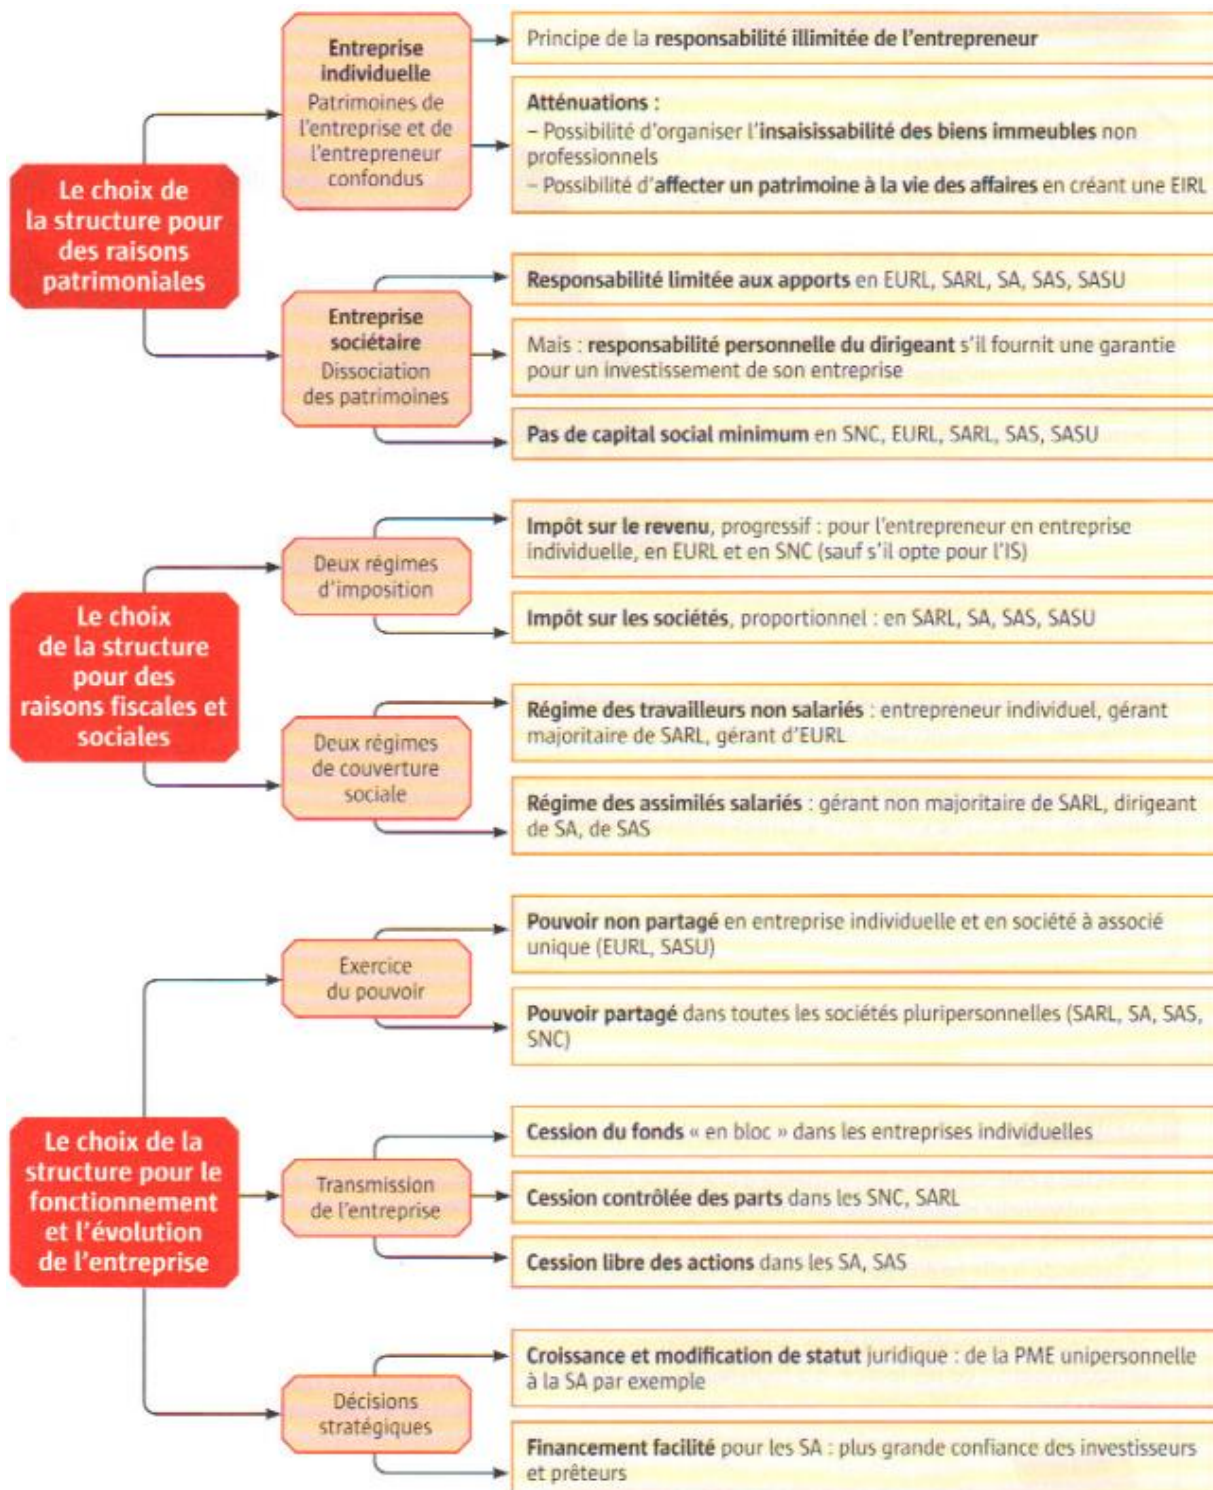 Le choix de
la structure pour
des raisons
patrimoniales
Entreprise
individuelle
Patrimoines de
l'entreprise et de
l'entrepreneur
confondus
Principe de la responsabilité illimitée de l'entrepreneur
Atténuations :
– Possibilité d'organiser l'insaisissabilité des biens immeubles non
professionnels
– Possibilité d'affecter un patrimoine à la vie des affaires en créant une EIRL
Entreprise
sociétaire
Dissociation
des patrimoines
Responsabilité limitée aux apports en EURL, SARL, SA, SAS, SASU
Mais : responsabilité personnelle du dirigeant s'il fournit une garantie
pour un investissement de son entreprise
Pas de capital social minimum en SNC, EURL, SARL, SAS, SASU
Le choix
de la structure
pour des
raisons fiscales et
sociales
Deux régimes
d'imposition
Impôt sur le revenu, progressif : pour l'entrepreneur en entreprise
individuelle, en EURL et en SNC (sauf s'il opte pour l'IS)
Impôt sur les sociétés, proportionnel : en SARL, SA, SAS, SASU
Deux régimes
de couverture
sociale
Régime des travailleurs non salariés : entrepreneur individuel, gérant
majoritaire de SARL, gérant d'EURL
Régime des assimilés salariés : gérant non majoritaire de SARL, dirigeant
de SA, de SAS
Le choix de la
structure pour le
fonctionnement
et l'évolution
de l'entreprise
Exercice
du pouvoir
Pouvoir non partagé en entreprise individuelle et en société à associé
unique (EURL, SASU)
Pouvoir partagé dans toutes les sociétés pluripersonnelles (SARL, SA, SAS,
SNC)
Transmission
de l'entreprise
Cession du fonds « en bloc » dans les entreprises individuelles
Cession contrôlée des parts dans les SNC, SARL
Cession libre des actions dans les SA, SAS
Décisions
stratégiques
Croissance et modification de statut juridique : de la PME unipersonnelle
à la SA par exemple
Financement facilité pour les SA : plus grande confiance des investisseurs
et prêteurs